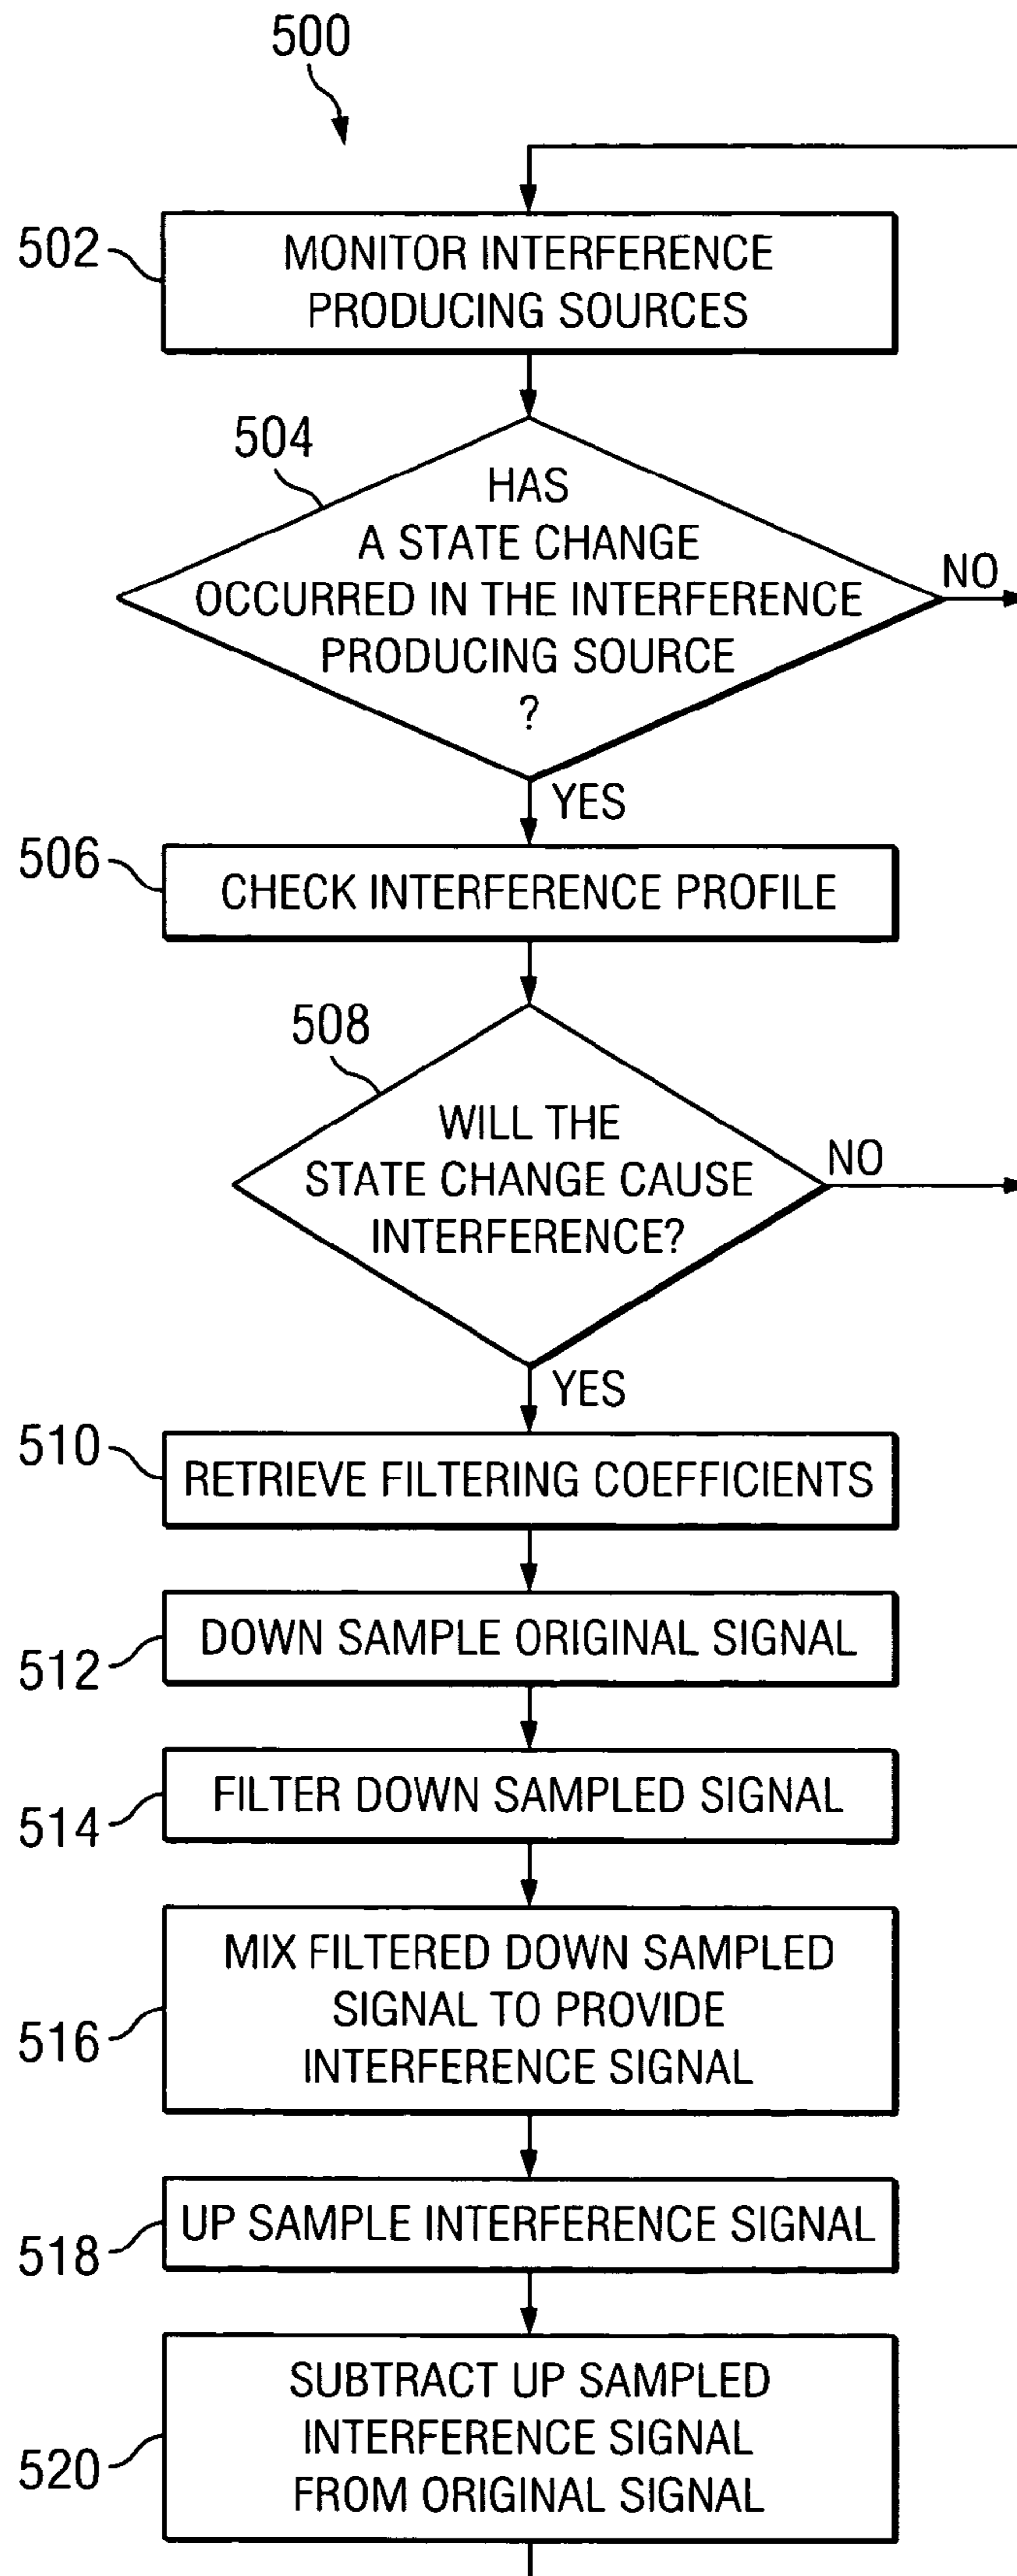 500
502
MONITOR INTERFERENCE
PRODUCING SOURCES
504
HAS
A STATE CHANGE
OCCURRED IN THE INTERFERENCE
PRODUCING SOURCE
?
NO
YES
506
CHECK INTERFERENCE PROFILE
508
WILL THE
STATE CHANGE CAUSE
INTERFERENCE?
NO
YES
510
RETRIEVE FILTERING COEFFICIENTS
512
DOWN SAMPLE ORIGINAL SIGNAL
514
FILTER DOWN SAMPLED SIGNAL
516
MIX FILTERED DOWN SAMPLED
SIGNAL TO PROVIDE
INTERFERENCE SIGNAL
518
UP SAMPLE INTERFERENCE SIGNAL
520
SUBTRACT UP SAMPLED
INTERFERENCE SIGNAL
FROM ORIGINAL SIGNAL